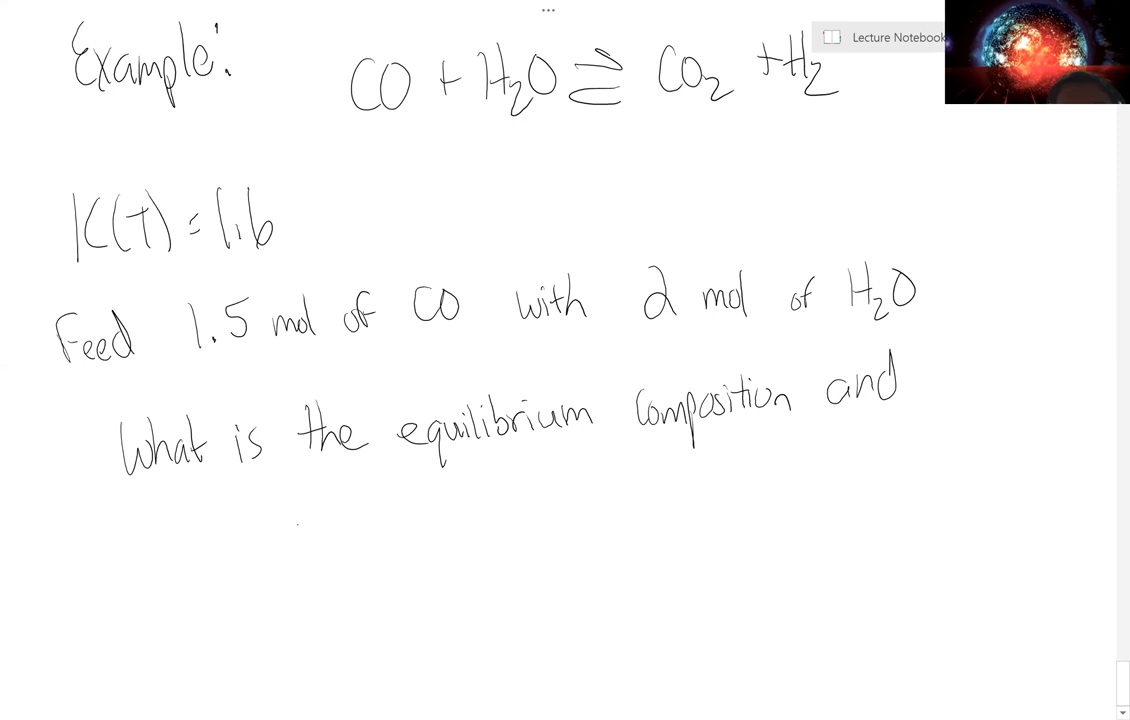 Example:
CO + H₂O ⇌ CO₂ + H₂
Lecture Notebook
K(T) = 1.6
Feed 1.5 mol of CO with 2 mol of H₂O
What is the equilibrium composition and